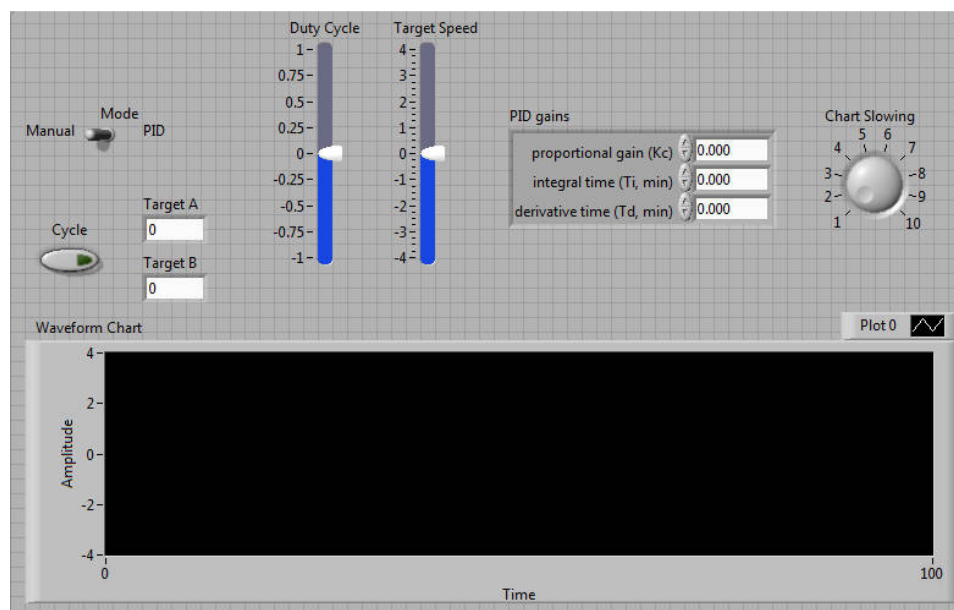 Duty Cycle
1
0.75
0.5
0.25
0
-0.25
-0.5
-0.75
-1
Target Speed
4
3
2
1
0
-1
-2
-3
-4
Mode
Manual
PID
Cycle
Target A
0
Target B
0
PID gains
proportional gain (Kc) 0.000
integral time (Ti, min) 0.000
derivative time (Td, min) 0.000
Chart Slowing
1
2
3
4
5
6
7
8
9
10
Waveform Chart
Plot 0
Amplitude
4
2
0
-2
-4
0
100
Time